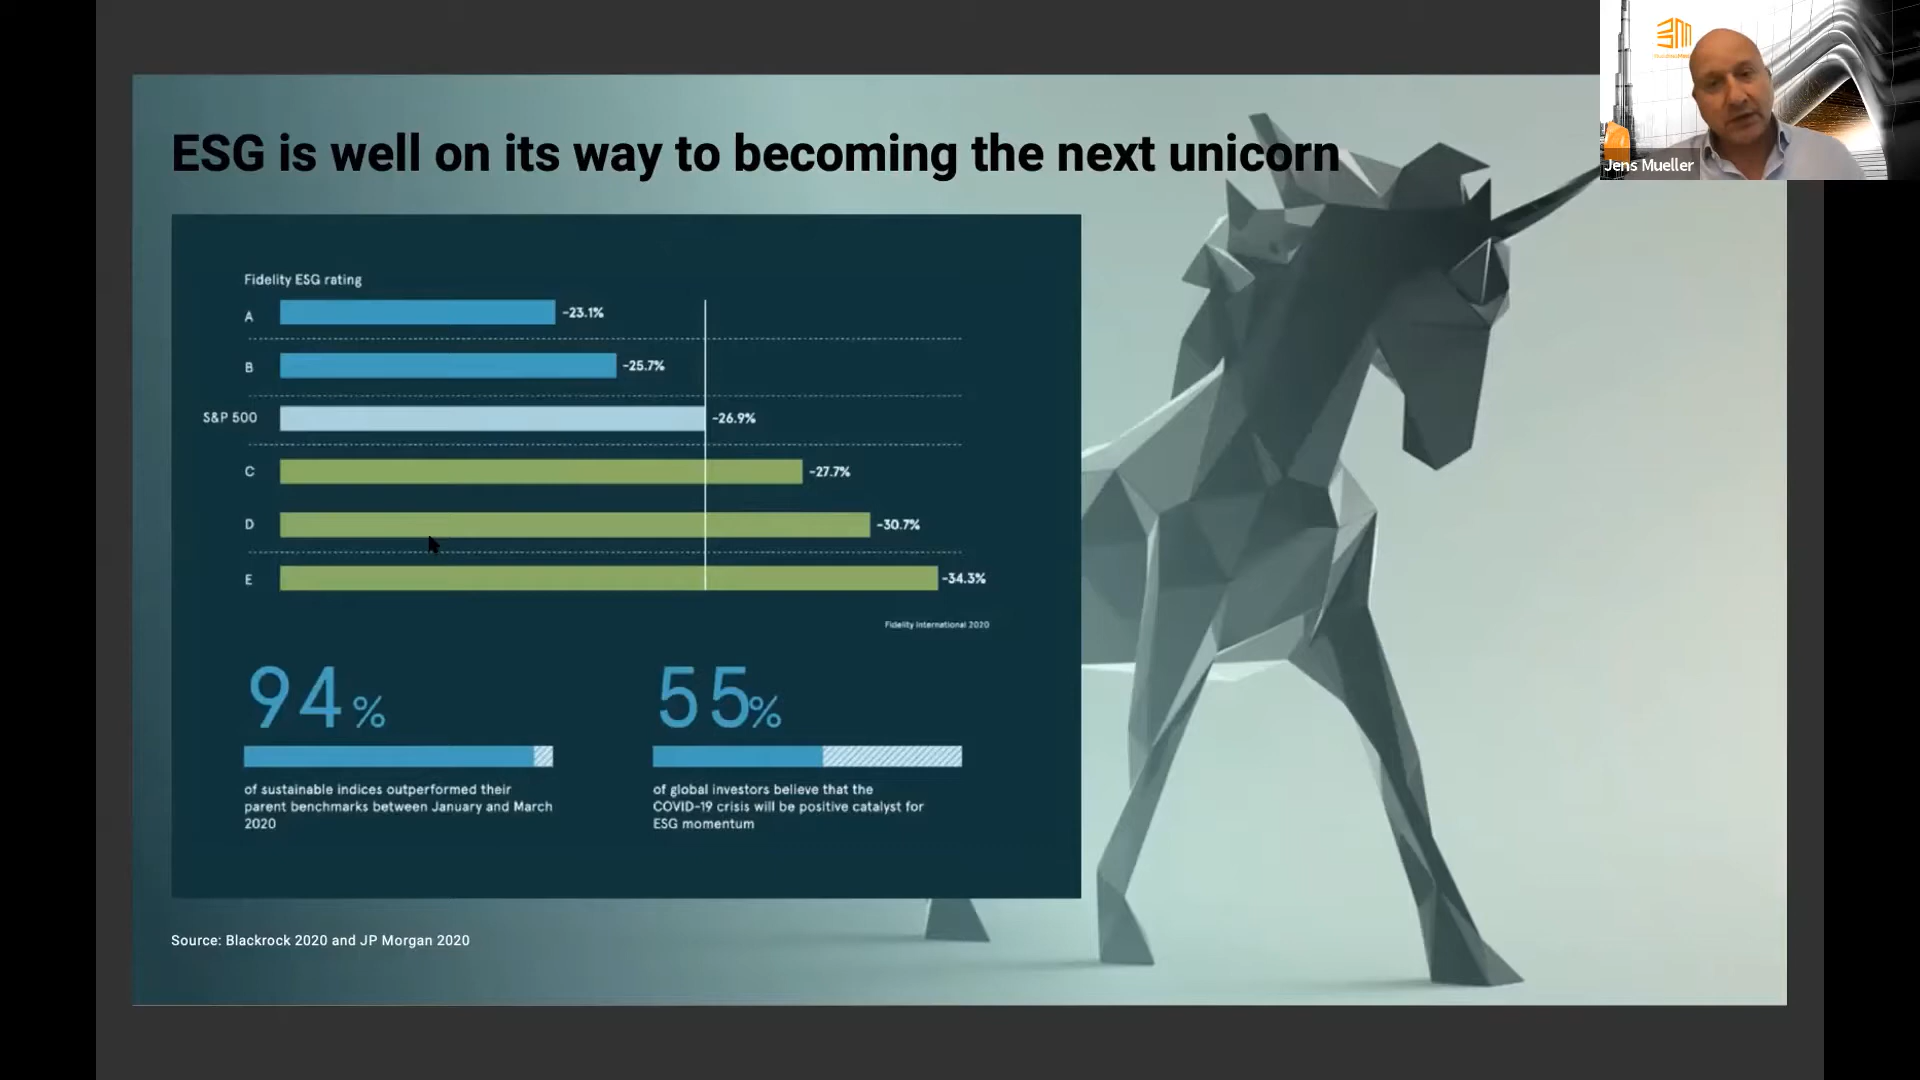 ESG is well on its way to becoming the next unicorn
Jens Mueller
Fidelity ESG rating
A -23.1%
B -25.7%
S&P 500 -26.9%
C -27.7%
D -30.7%
E -34.3%
Fidelity International 2020
94%
of sustainable indices outperformed their
parent benchmarks between January and March
2020
55%
of global investors believe that the
COVID-19 crisis will be positive catalyst for
ESG momentum
Source: Blackrock 2020 and JP Morgan 2020